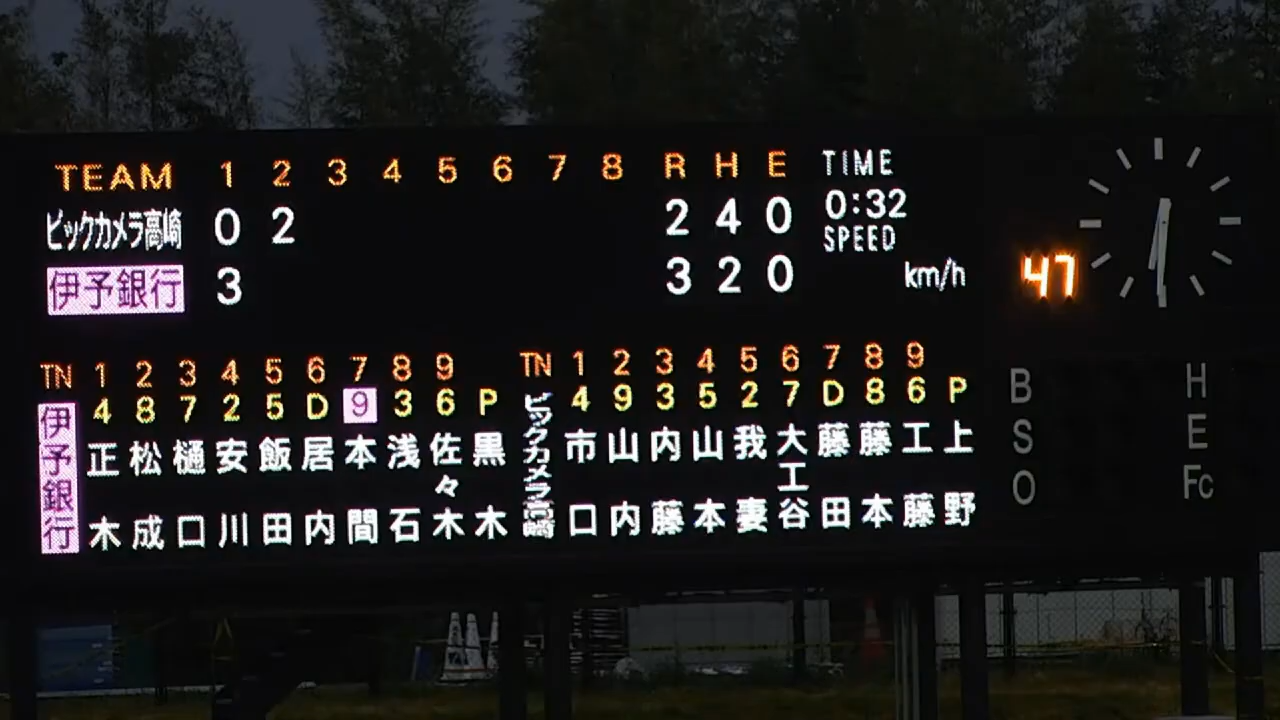 TEAM 1 2 3 4 5 6 7 8 R H E TIME
ビックカメラ高崎 0 2 2 4 0 0:32
SPEED
伊予銀行 3 3 2 0 km/h
47
TN 1 2 3 4 5 6 7 8 9
4 8 7 2 5 D 9 3 6 P
伊予銀行
正木 松成 樋口 安川 飯田 居内 本間 浅石 佐々木 黒木
TN 1 2 3 4 5 6 7 8 9
4 9 3 5 2 7 D 8 6 P
ビックカメラ高崎
市口 山内 内藤 山本 我妻 大工谷 藤田 藤本 工藤 上野
B H
S E
O Fc